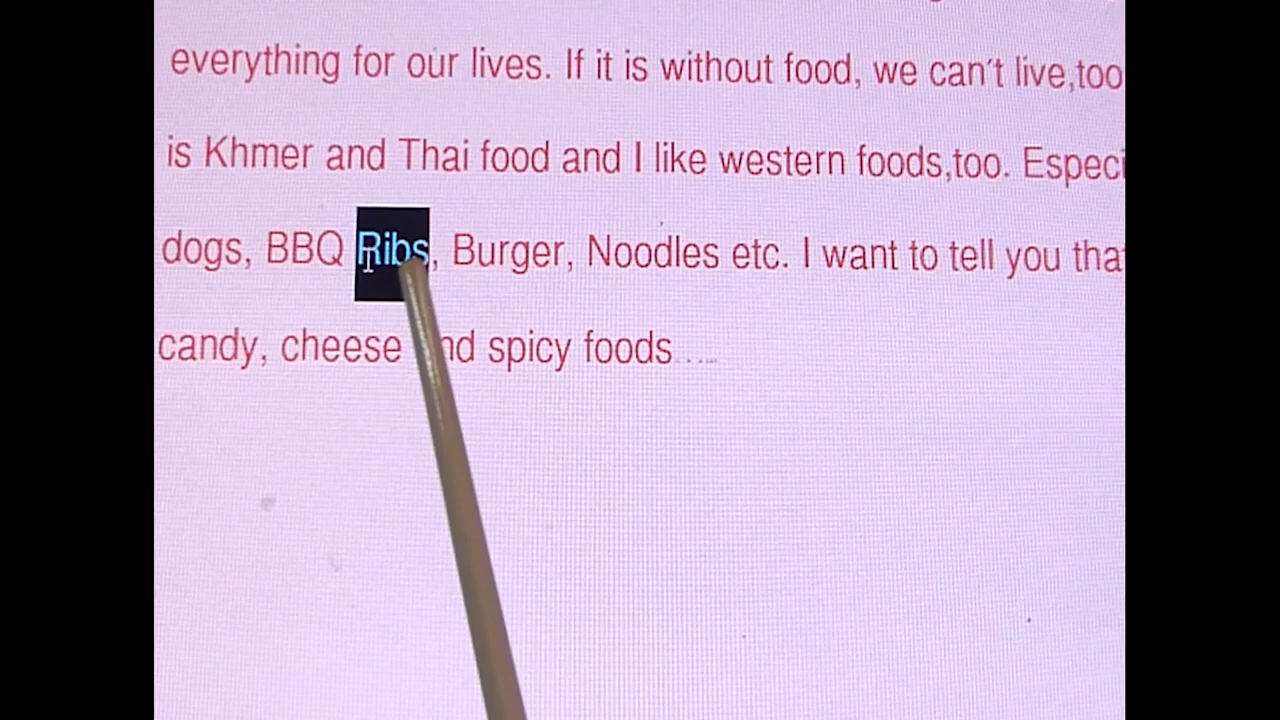 everything for our lives. If it is without food, we can't live,too
is Khmer and Thai food and I like western foods,too. Especi
dogs, BBQ Ribs, Burger, Noodles etc. I want to tell you tha
candy, cheese nd spicy foods.....